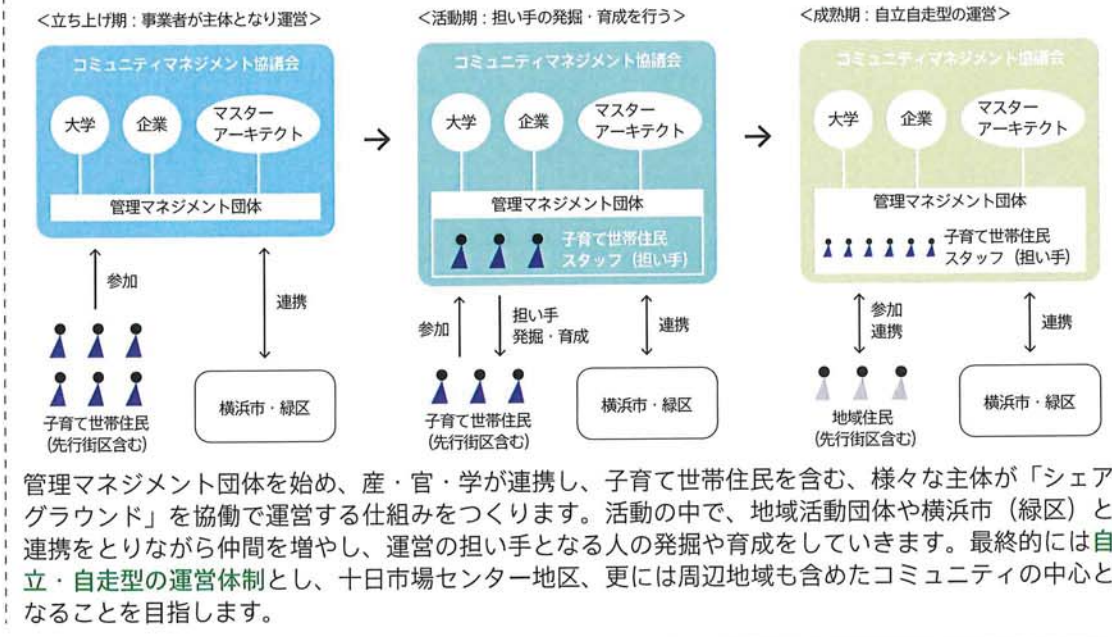 <立ち上げ期：事業者が主体となり運営>
コミュニティマネジメント協議会
大学
企業
マスター
アーキテクト
管理マネジメント団体
参加
連携
子育て世帯住民
(先行街区含む)
横浜市・緑区
→
<活動期：担い手の発掘・育成を行う>
コミュニティマネジメント協議会
大学
企業
マスター
アーキテクト
管理マネジメント団体
子育て世帯住民
スタッフ（担い手）
参加
担い手
発掘・育成
連携
子育て世帯住民
(先行街区含む)
横浜市・緑区
→
<成熟期：自立自走型の運営>
コミュニティマネジメント協議会
大学
企業
マスター
アーキテクト
管理マネジメント団体
子育て世帯住民
スタッフ（担い手）
参加
連携
連携
地域住民
(先行街区含む)
横浜市・緑区
管理マネジメント団体を始め、産・官・学が連携し、子育て世帯住民を含む、様々な主体が「シェア
グラウンド」を協働で運営する仕組みをつくります。活動の中で、地域活動団体や横浜市（緑区）と
連携をとりながら仲間を増やし、運営の担い手となる人の発掘や育成をしていきます。最終的には自
立・自走型の運営体制とし、十日市場センター地区、更には周辺地域も含めたコミュニティの中心と
なることを目指します。